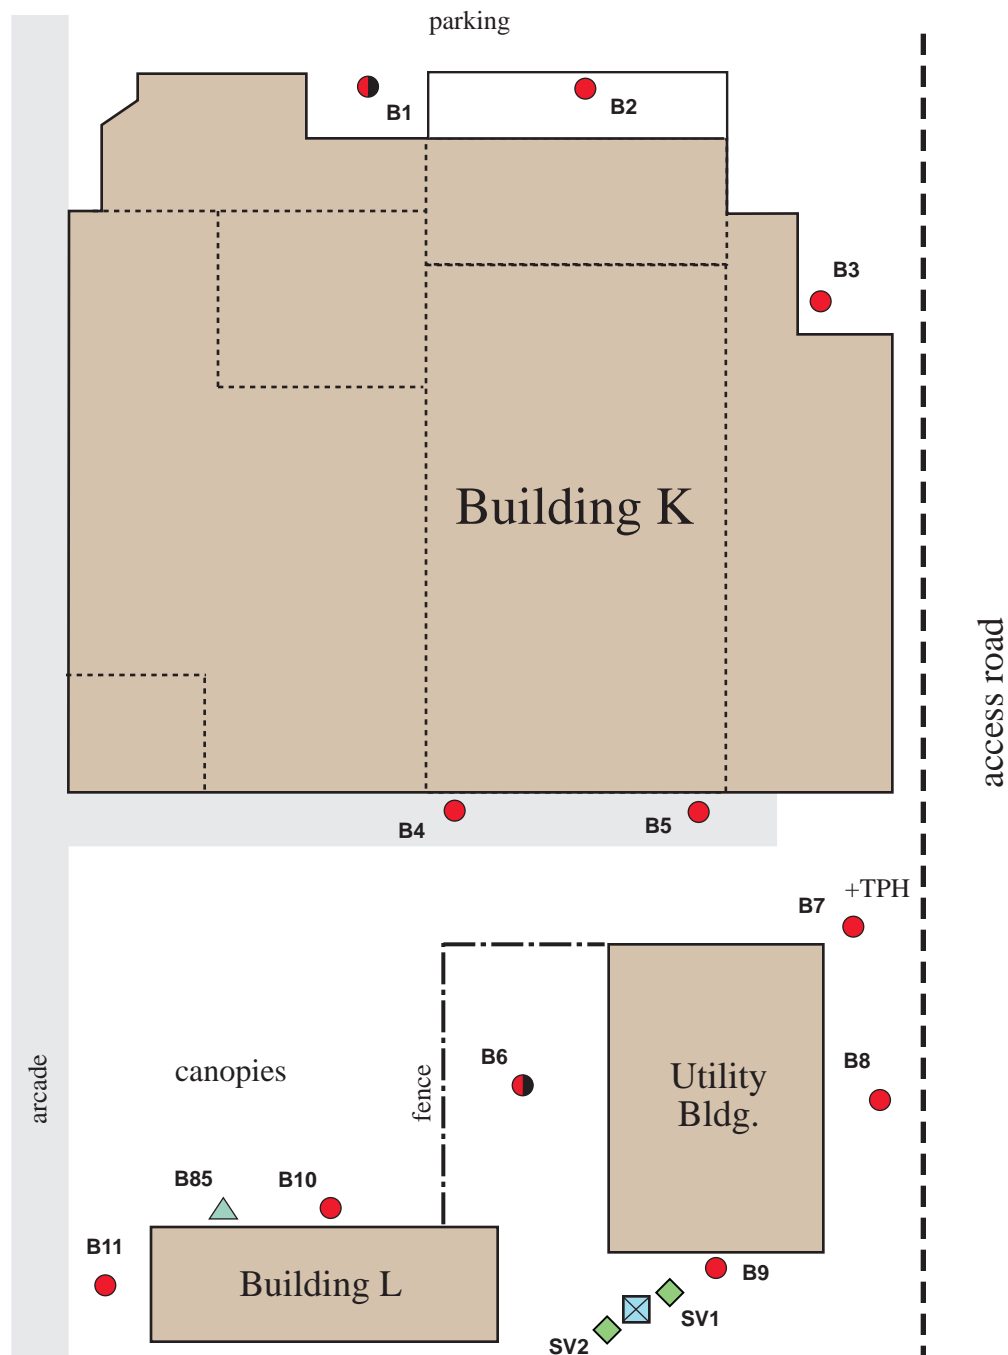 parking
B1
B2
B3
Building K
access road
B4
B5
+TPH
B7
arcade
canopies
fence
B6
Utility
Bldg.
B8
B85
B10
B11
Building L
B9
SV1
SV2